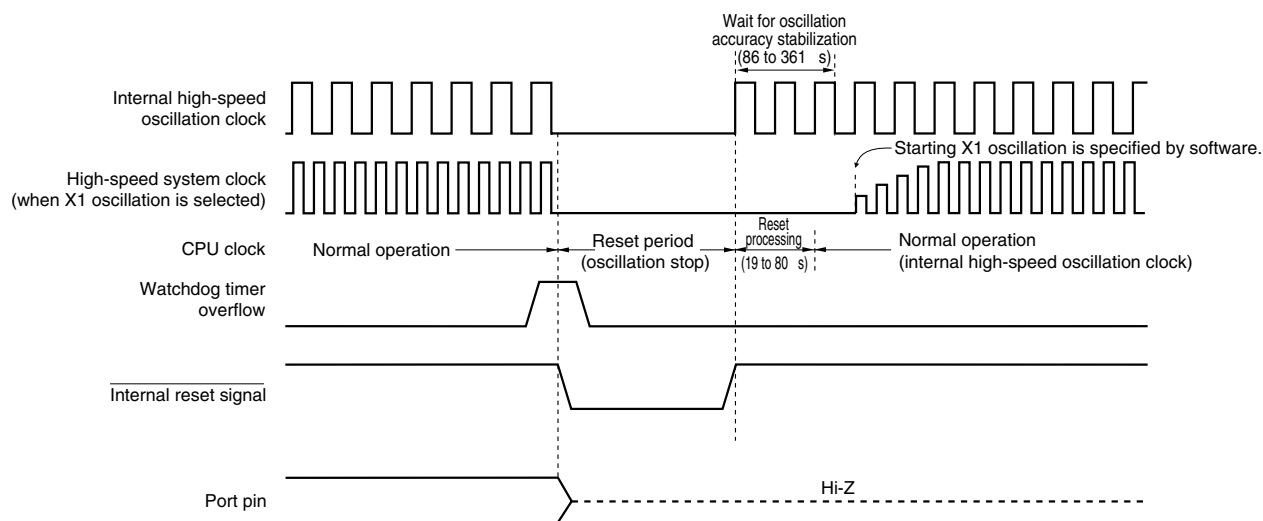 Wait for oscillation
accuracy stabilization
(86 to 361 s)
Internal high-speed
oscillation clock
Starting X1 oscillation is specified by software.
High-speed system clock
(when X1 oscillation is selected)
CPU clock
Normal operation
Reset period
(oscillation stop)
Reset
processing
(19 to 80 s)
Normal operation
(internal high-speed oscillation clock)
Watchdog timer
overflow
Internal reset signal
Port pin
Hi-Z